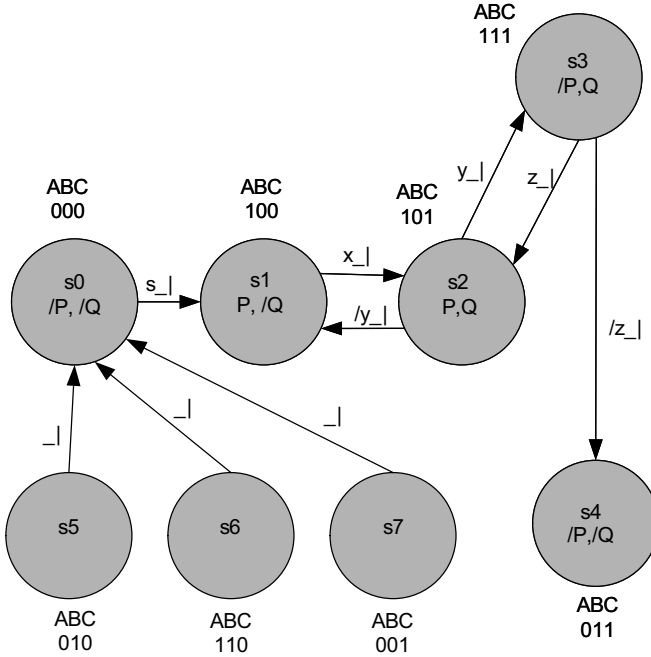 ABC
111
s3
/P,Q
ABC
000
ABC
100
ABC
101
y_|
z_|
s0
/P, /Q
s_|
s1
P, /Q
x_|
s2
P,Q
/y_|
/z_|
_|
_|
_|
s5
s6
s7
s4
/P,/Q
ABC
010
ABC
110
ABC
001
ABC
011